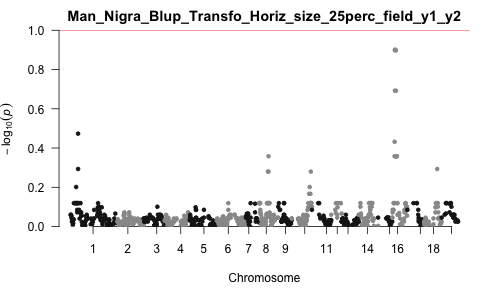 Man_Nigra_Blup_Transfo_Horiz_size_25perc_field_y1_y2
1.0
0.8
0.6
0.4
0.2
0.0
− log10(p)
1 2 3 4 5 6 7 8 9 11 14 16 18
Chromosome